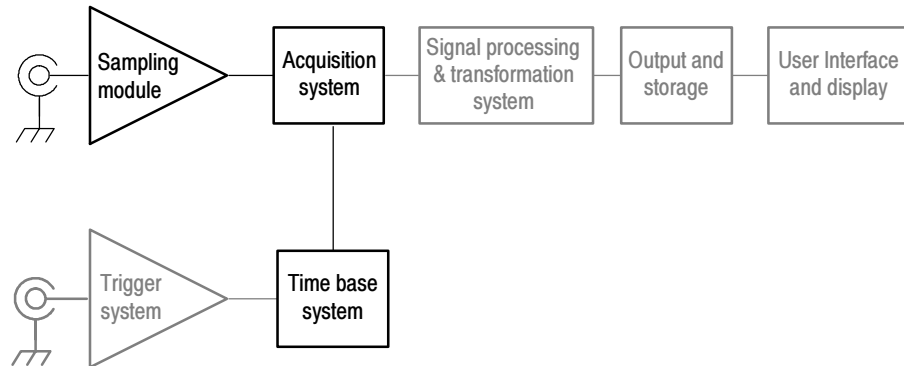 Sampling
module
Acquisition
system
Signal processing
& transformation
system
Output and
storage
User Interface
and display
Trigger
system
Time base
system